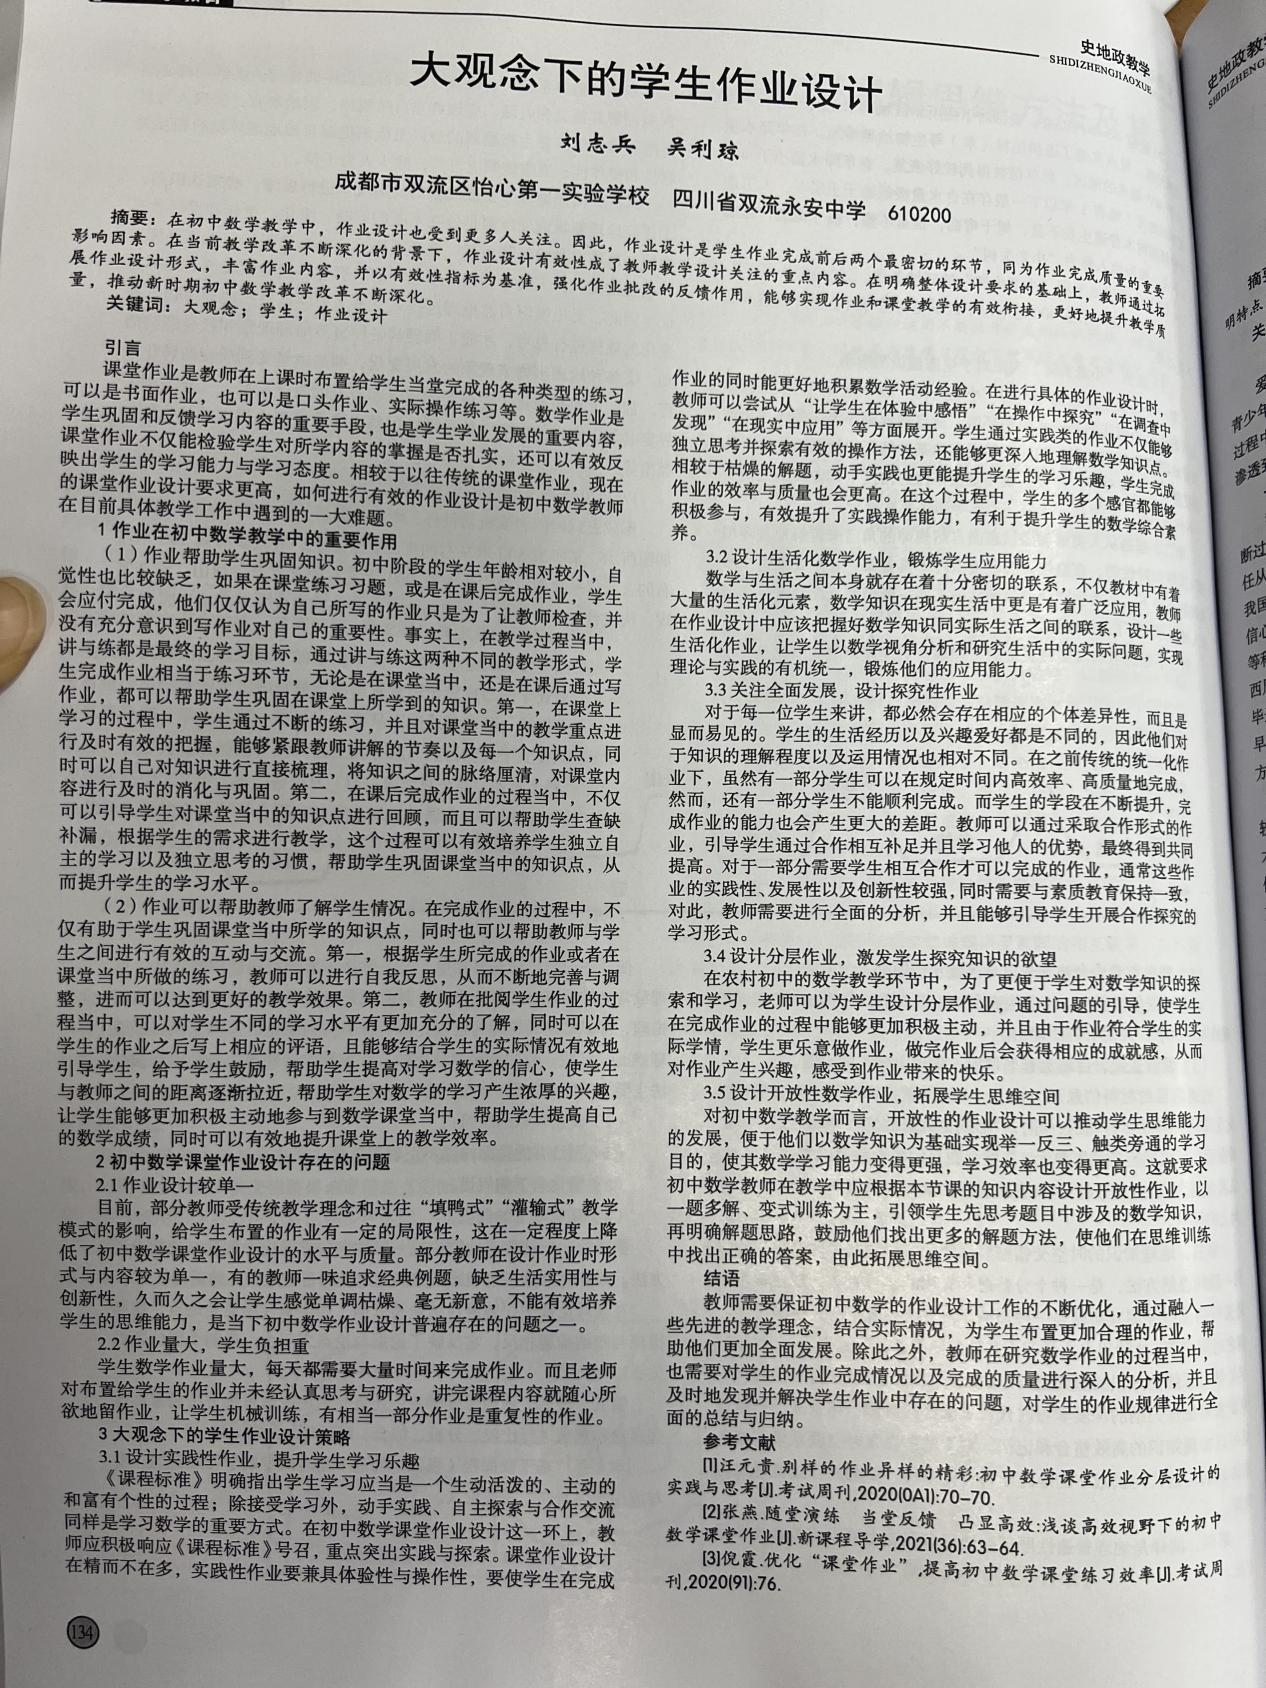 史地政教学
SHIDIZHENGJIAOXUE
大观念下的学生作业设计
刘志兵 吴利琼
成都市双流区怡心第一实验学校 四川省双流永安中学 610200
摘要：在初中数学教学中，作业设计也受到更多人关注。因此，作业设计是学生作业完成前后两个最密切的环节，同为作业完成质量的重要
影响因素。在当前教学改革不断深化的背景下，作业设计有效性成了教师教学设计关注的重点内容。在明确整体设计要求的基础上，教师通过拓
展作业设计形式，丰富作业内容，并以有效性指标为基准，强化作业批改的反馈作用，能够实现作业和课堂教学的有效衔接，更好地提升教学质
量，推动新时期初中数学教学改革不断深化。
关键词：大观念；学生；作业设计
引言
课堂作业是教师在上课时布置给学生当堂完成的各种类型的练习，
可以是书面作业，也可以是口头作业、实际操作练习等。数学作业是
学生巩固和反馈学习内容的重要手段，也是学生学业发展的重要内容，
课堂作业不仅能检验学生对所学内容的掌握是否扎实，还可以有效反
映出学生的学习能力与学习态度。相较于以往传统的课堂作业，现在
的课堂作业设计要求更高，如何进行有效的作业设计是初中数学教师
在目前具体教学工作中遇到的一大难题。
1 作业在初中数学教学中的重要作用
（1）作业帮助学生巩固知识。初中阶段的学生年龄相对较小，自
觉性也比较缺乏，如果在课堂练习习题，或是在课后完成作业，学生
会应付完成，他们仅仅认为自己所写的作业只是为了让教师检查，并
没有充分意识到写作业对自己的重要性。事实上，在教学过程当中，
讲与练都是最终的学习目标，通过讲与练这两种不同的教学形式，学
生完成作业相当于练习环节，无论是在课堂当中，还是在课后通过写
作业，都可以帮助学生巩固在课堂上所学到的知识。第一，在课堂上
学习的过程中，学生通过不断的练习，并且对课堂当中的教学重点进
行及时有效的把握，能够紧跟教师讲解的节奏以及每一个知识点，同
时可以自己对知识进行直接梳理，将知识之间的脉络厘清，对课堂内
容进行及时的消化与巩固。第二，在课后完成作业的过程当中，不仅
可以引导学生对课堂当中的知识点进行回顾，而且可以帮助学生查缺
补漏，根据学生的需求进行教学，这个过程可以有效培养学生独立自
主的学习以及独立思考的习惯，帮助学生巩固课堂当中的知识点，从
而提升学生的学习水平。
（2）作业可以帮助教师了解学生情况。在完成作业的过程中，不
仅有助于学生巩固课堂当中所学的知识点，同时也可以帮助教师与学
生之间进行有效的互动与交流。第一，根据学生所完成的作业或者在
课堂当中所做的练习，教师可以进行自我反思，从而不断地完善与调
整，进而可以达到更好的教学效果。第二，教师在批阅学生作业的过
程当中，可以对学生不同的学习水平有更加充分的了解，同时可以在
学生的作业之后写上相应的评语，且能够结合学生的实际情况有效地
引导学生，给予学生鼓励，帮助学生提高对学习数学的信心，使学生
与教师之间的距离逐渐拉近，帮助学生对数学的学习产生浓厚的兴趣，
让学生能够更加积极主动地参与到数学课堂当中，帮助学生提高自己
的数学成绩，同时可以有效地提升课堂上的教学效率。
2 初中数学课堂作业设计存在的问题
2.1 作业设计较单一
目前，部分教师受传统教学理念和过往“填鸭式”“灌输式”教学
模式的影响，给学生布置的作业有一定的局限性，这在一定程度上降
低了初中数学课堂作业设计的水平与质量。部分教师在设计作业时形
式与内容较为单一，有的教师一味追求经典例题，缺乏生活实用性与
创新性，久而久之会让学生感觉单调枯燥、毫无新意，不能有效培养
学生的思维能力，是当下初中数学作业设计普遍存在的问题之一。
2.2 作业量大，学生负担重
学生数学作业量大，每天都需要大量时间来完成作业。而且老师
对布置给学生的作业并未经认真思考与研究，讲完课程内容就随心所
欲地留作业，让学生机械训练，有相当一部分作业是重复性的作业。
3 大观念下的学生作业设计策略
3.1 设计实践性作业，提升学生学习乐趣
《课程标准》明确指出学生学习应当是一个生动活泼的、主动的
和富有个性的过程；除接受学习外，动手实践、自主探索与合作交流
同样是学习数学的重要方式。在初中数学课堂作业设计这一环上，教
师应积极响应《课程标准》号召，重点突出实践与探索。课堂作业设计
在精而不在多，实践性作业要兼具体验性与操作性，要使学生在完成
作业的同时能更好地积累数学活动经验。在进行具体的作业设计时，
教师可以尝试从“让学生在体验中感悟”“在操作中探究”“在调查中
发现”“在现实中应用”等方面展开。学生通过实践类的作业不仅能够
独立思考并探索有效的操作方法，还能够更深入地理解数学知识点。
相较于枯燥的解题，动手实践也更能提升学生的学习乐趣，学生完成
作业的效率与质量也会更高。在这个过程中，学生的多个感官都能够
积极参与，有效提升了实践操作能力，有利于提升学生的数学综合素
养。
3.2 设计生活化数学作业，锻炼学生应用能力
数学与生活之间本身就存在着十分密切的联系，不仅教材中有着
大量的生活化元素，数学知识在现实生活中更是有着广泛应用，教师
在作业设计中应该把握好数学知识同实际生活之间的联系，设计一些
生活化作业，让学生以数学视角分析和研究生活中的实际问题，实现
理论与实践的有机统一，锻炼他们的应用能力。
3.3 关注全面发展，设计探究性作业
对于每一位学生来讲，都必然会存在相应的个体差异性，而且是
显而易见的。学生的生活经历以及兴趣爱好都是不同的，因此他们对
于知识的理解程度以及运用情况也相对不同。在之前传统的统一化作
业下，虽然有一部分学生可以在规定时间内高效率、高质量地完成，
然而，还有一部分学生不能顺利完成。而学生的学段在不断提升，完
成作业的能力也会产生更大的差距。教师可以通过采取合作形式的作
业，引导学生通过合作相互补足并且学习他人的优势，最终得到共同
提高。对于一部分需要学生相互合作才可以完成的作业，通常这些作
业的实践性、发展性以及创新性较强，同时需要与素质教育保持一致，
对此，教师需要进行全面的分析，并且能够引导学生开展合作探究的
学习形式。
3.4 设计分层作业，激发学生探究知识的欲望
在农村初中的数学教学环节中，为了更便于学生对数学知识的探
索和学习，老师可以为学生设计分层作业，通过问题的引导，使学生
在完成作业的过程中能够更加积极主动，并且由于作业符合学生的实
际学情，学生更乐意做作业，做完作业后会获得相应的成就感，从而
对作业产生兴趣，感受到作业带来的快乐。
3.5 设计开放性数学作业，拓展学生思维空间
对初中数学教学而言，开放性的作业设计可以推动学生思维能力
的发展，便于他们以数学知识为基础实现举一反三、触类旁通的学习
目的，使其数学学习能力变得更强，学习效率也变得更高。这就要求
初中数学教师在教学中应根据本节课的知识内容设计开放性作业，以
一题多解、变式训练为主，引领学生先思考题目中涉及的数学知识，
再明确解题思路，鼓励他们找出更多的解题方法，使他们在思维训练
中找出正确的答案，由此拓展思维空间。
结语
教师需要保证初中数学的作业设计工作的不断优化，通过融入一
些先进的教学理念，结合实际情况，为学生布置更加合理的作业，帮
助他们更加全面发展。除此之外，教师在研究数学作业的过程当中，
也需要对学生的作业完成情况以及完成的质量进行深入的分析，并且
及时地发现并解决学生作业中存在的问题，对学生的作业规律进行全
面的总结与归纳。
参考文献
[1]汪元贵.别样的作业异样的精彩:初中数学课堂作业分层设计的
实践与思考[J].考试周刊,2020(0A1):70-70.
[2]张燕.随堂演练 当堂反馈 凸显高效:浅谈高效视野下的初中
数学课堂作业[J].新课程导学,2021(36):63-64.
[3]倪霞.优化“课堂作业”,提高初中数学课堂练习效率[J].考试周
刊,2020(91):76.
134